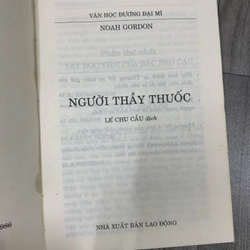 VĂN HỌC ĐƯƠNG ĐẠI MĨ
NOAH GORDON
NGƯỜI THẦY THUỐC
LÊ CHU CẦU dịch
NHÀ XUẤT BẢN LAO ĐỘNG
1986